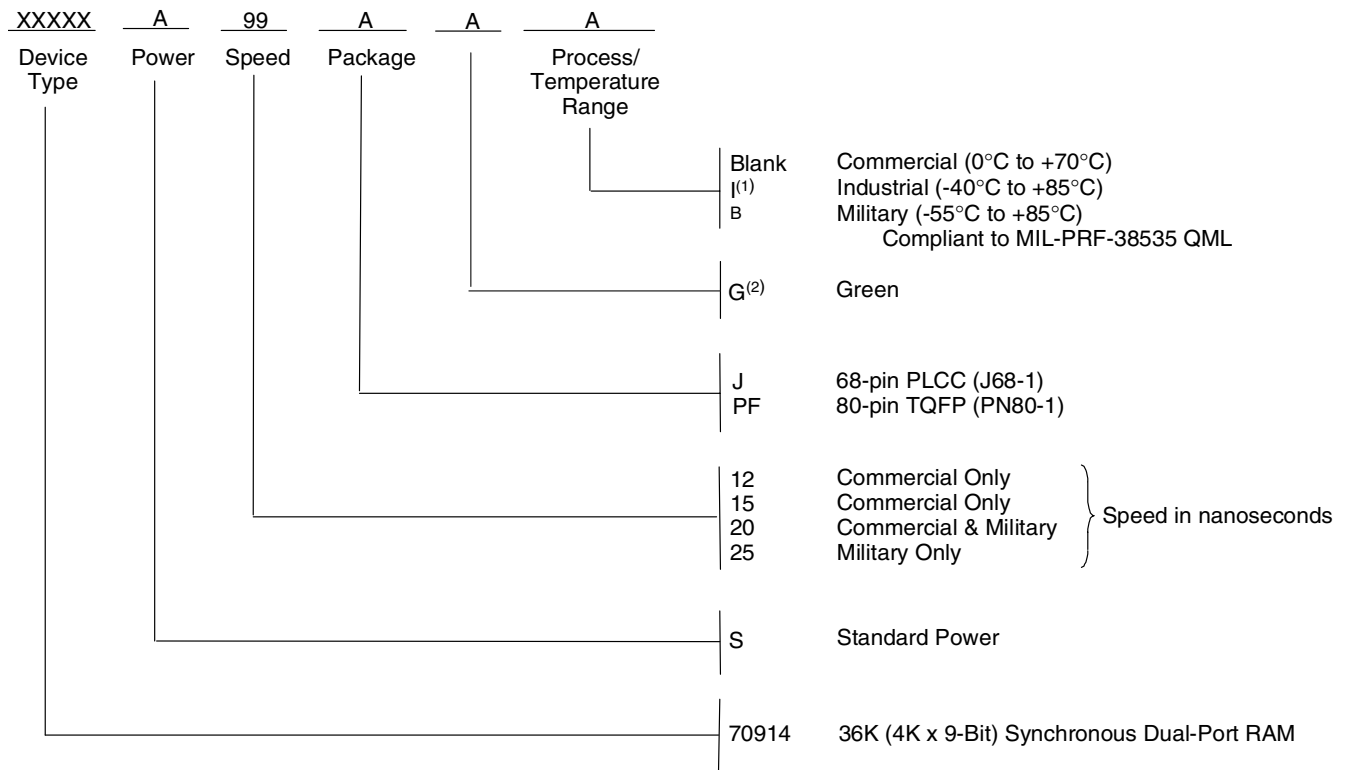 XXXXX A 99 A A A
Device Type Power Speed Package Process/ Temperature Range
Blank Commercial (0°C to +70°C)
I(1) Industrial (-40°C to +85°C)
B Military (-55°C to +85°C)
Compliant to MIL-PRF-38535 QML
G(2) Green
J 68-pin PLCC (J68-1)
PF 80-pin TQFP (PN80-1)
12 Commercial Only
15 Commercial Only
20 Commercial & Military
25 Military Only
Speed in nanoseconds
S Standard Power
70914 36K (4K x 9-Bit) Synchronous Dual-Port RAM